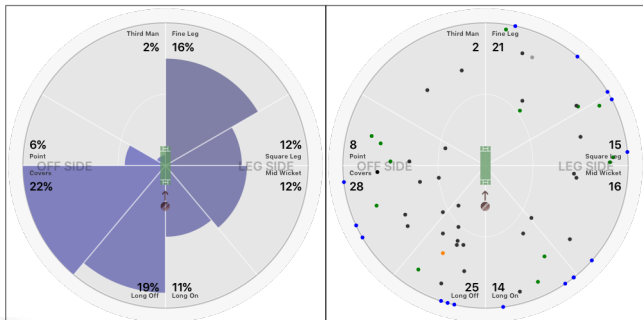 Third Man Fine Leg
2% 16%
6%
Point
OFF SIDE
Covers
22%
12%
Square Leg
LEG SIDE
Mid Wicket
12%
19% 11%
Long Off Long On
Third Man Fine Leg
2 21
8
Point
OFF SIDE
Covers
28
15
Square Leg
LEG SIDE
Mid Wicket
16
25 14
Long Off Long On